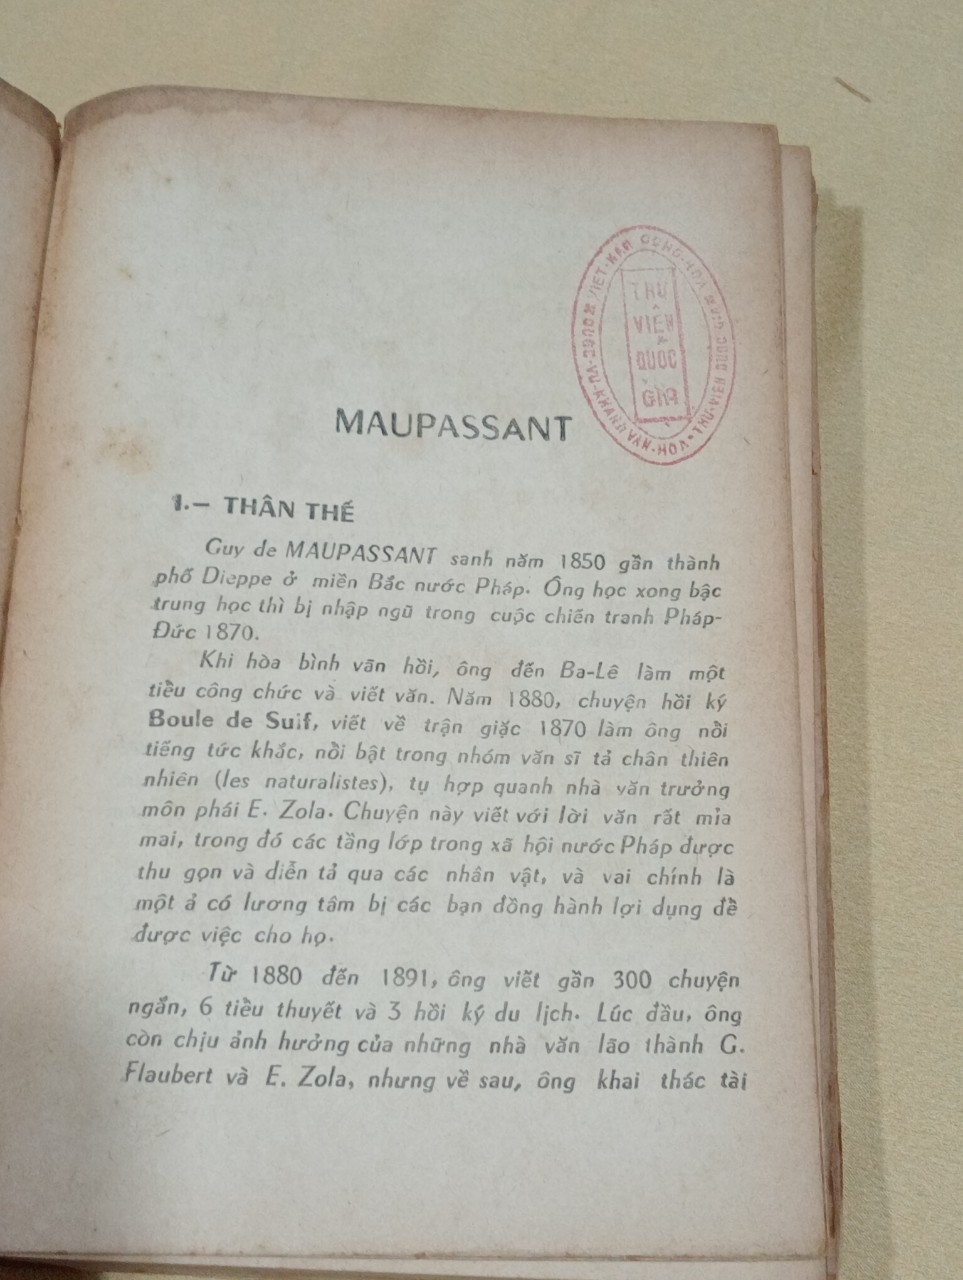 THƯ
VIỆN
QUỐC
GIA
MAUPASSANT
1.— THÂN THẾ
Guy de MAUPASSANT sanh năm 1850 gần thành
phố Dieppe ở miền Bắc nước Pháp. Ông học xong bậc
trung học thì bị nhập ngũ trong cuộc chiến tranh Pháp-
Đức 1870.
Khi hòa bình vãn hồi, ông đến Ba-Lê làm một
tiểu công chức và viết văn. Năm 1880, chuyện hồi ký
Boule de Suif, viết về trận giặc 1870 làm ông nổi
tiếng tức khắc, nổi bật trong nhóm văn sĩ tả chân thiên
nhiên (les naturalistes), tụ hợp quanh nhà văn trưởng
môn phái E. Zola. Chuyện này viết với lời văn rất mỉa
mai, trong đó các tầng lớp trong xã hội nước Pháp được
thu gọn và diễn tả qua các nhân vật, và vai chính là
một ả có lương tâm bị các bạn đồng hành lợi dụng để
được việc cho họ.
Từ 1880 đến 1891, ông viết gần 300 chuyện
ngắn, 6 tiểu thuyết và 3 hồi ký du lịch. Lúc đầu, ông
còn chịu ảnh hưởng của những nhà văn lão thành G.
Flaubert và E. Zola, nhưng về sau, ông khai thác tài